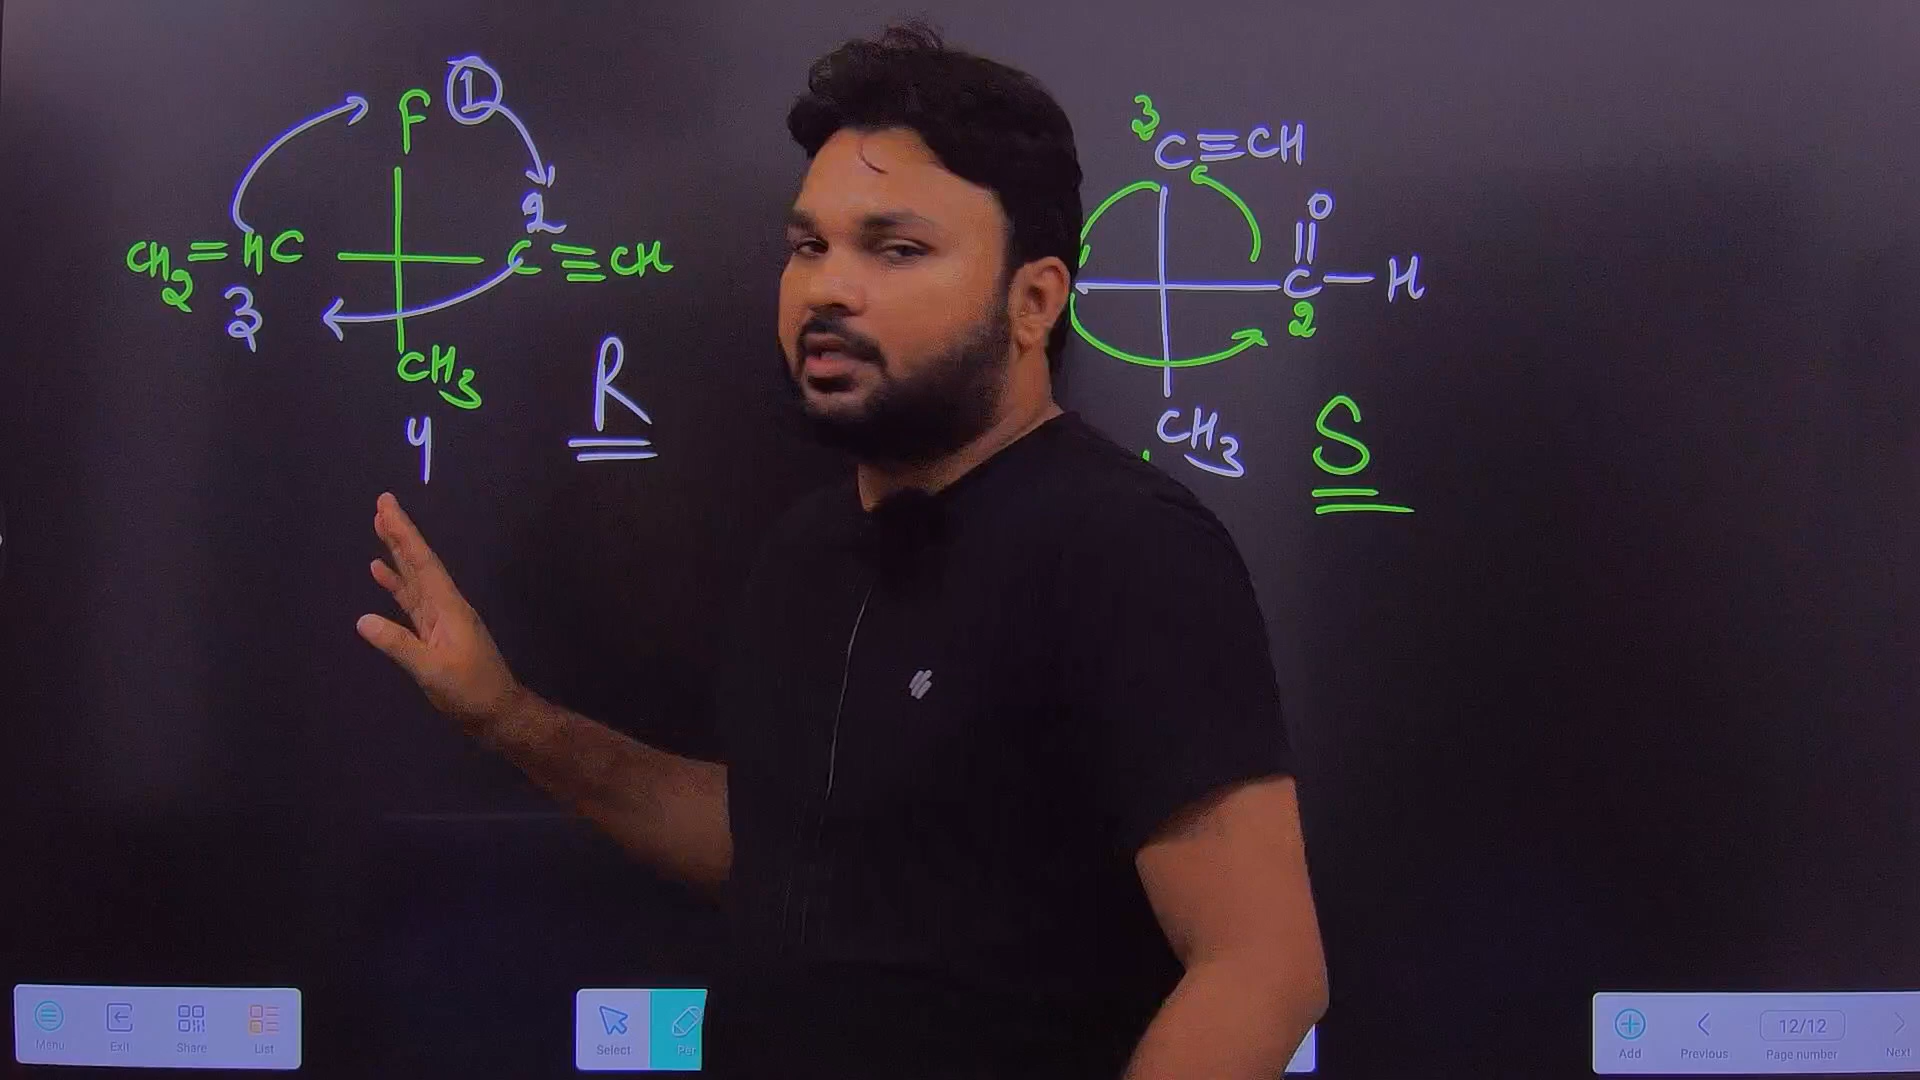 F ①
2
CH2=HC C≡CH
3
CH3
4
R
3
C≡CH
O
C—H
2
CH3
S
Menu Exit Share List
Select Pen
Add Previous 12/12 Page number Next